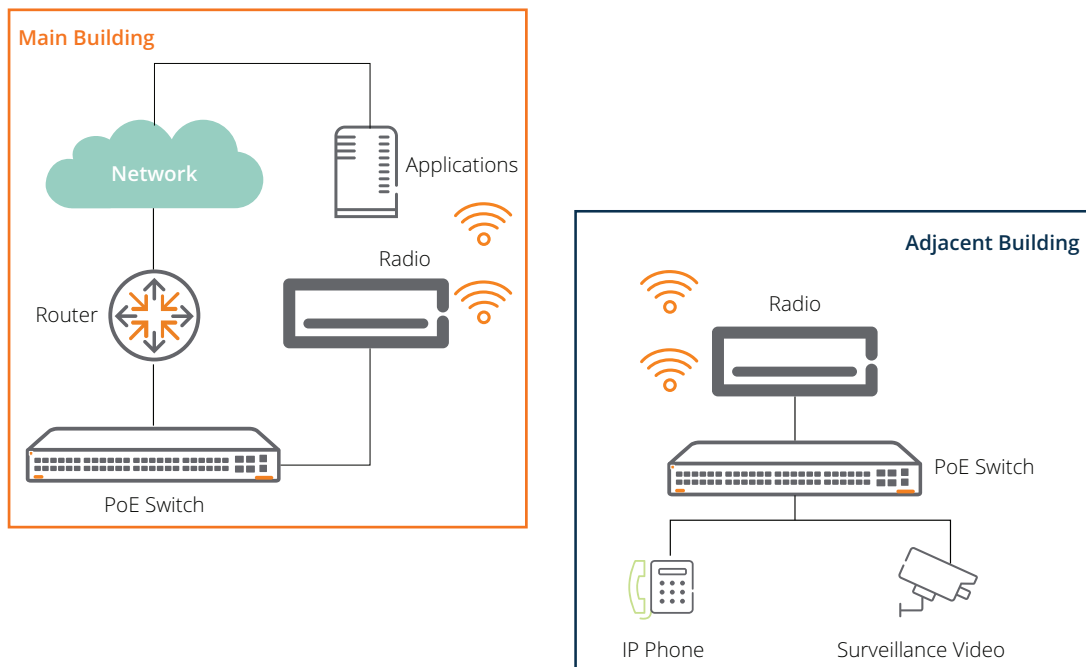 Main Building
Network
Applications
Radio
Router
PoE Switch
Adjacent Building
Radio
PoE Switch
IP Phone
Surveillance Video